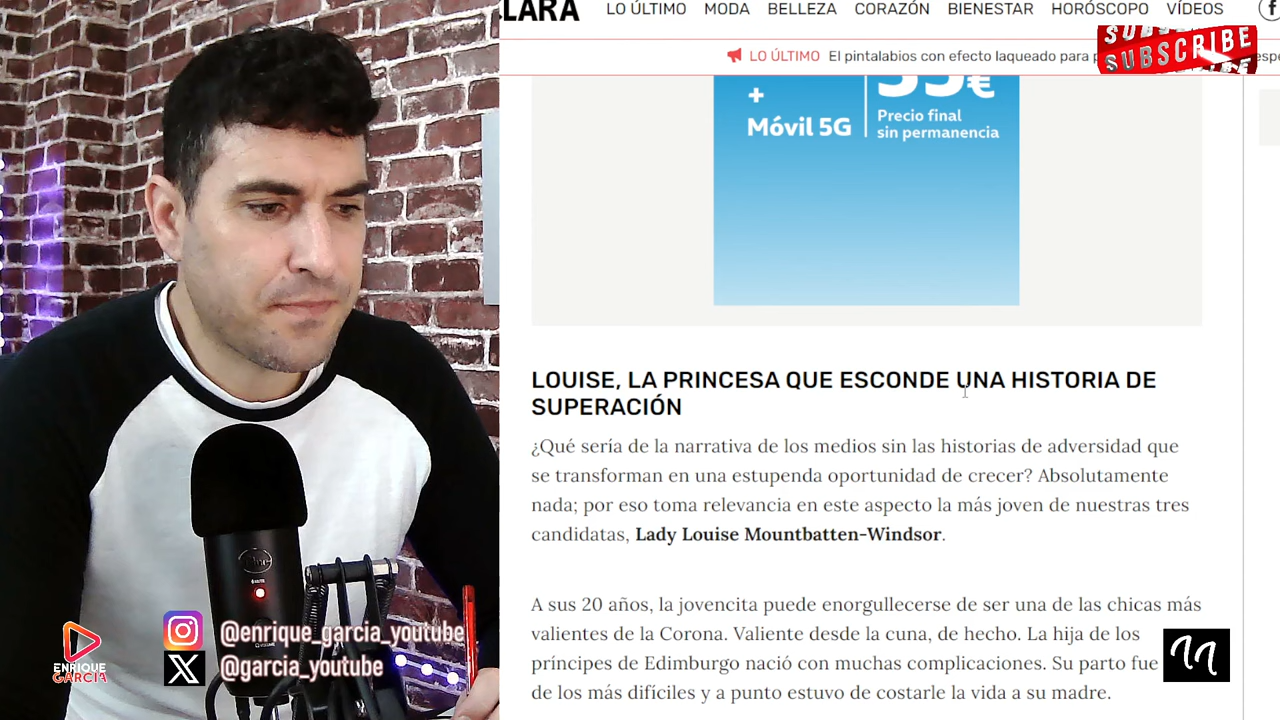 CLARA
LO ÚLTIMO MODA BELLEZA CORAZÓN BIENESTAR HORÓSCOPO VÍDEOS
LO ÚLTIMO El pintalabios con efecto laqueado para
SUBSCRIBE
+
Móvil 5G
35€
Precio final
sin permanencia
LOUISE, LA PRINCESA QUE ESCONDE UNA HISTORIA DE
SUPERACIÓN
¿Qué sería de la narrativa de los medios sin las historias de adversidad que
se transforman en una estupenda oportunidad de crecer? Absolutamente
nada; por eso toma relevancia en este aspecto la más joven de nuestras tres
candidatas, Lady Louise Mountbatten-Windsor.
A sus 20 años, la jovencita puede enorgullecerse de ser una de las chicas más
valientes de la Corona. Valiente desde la cuna, de hecho. La hija de los
príncipes de Edimburgo nació con muchas complicaciones. Su parto fue
de los más difíciles y a punto estuvo de costarle la vida a su madre.
ENRIQUE
GARCIA
@enrique_garcia_youtube
@garcia_youtube